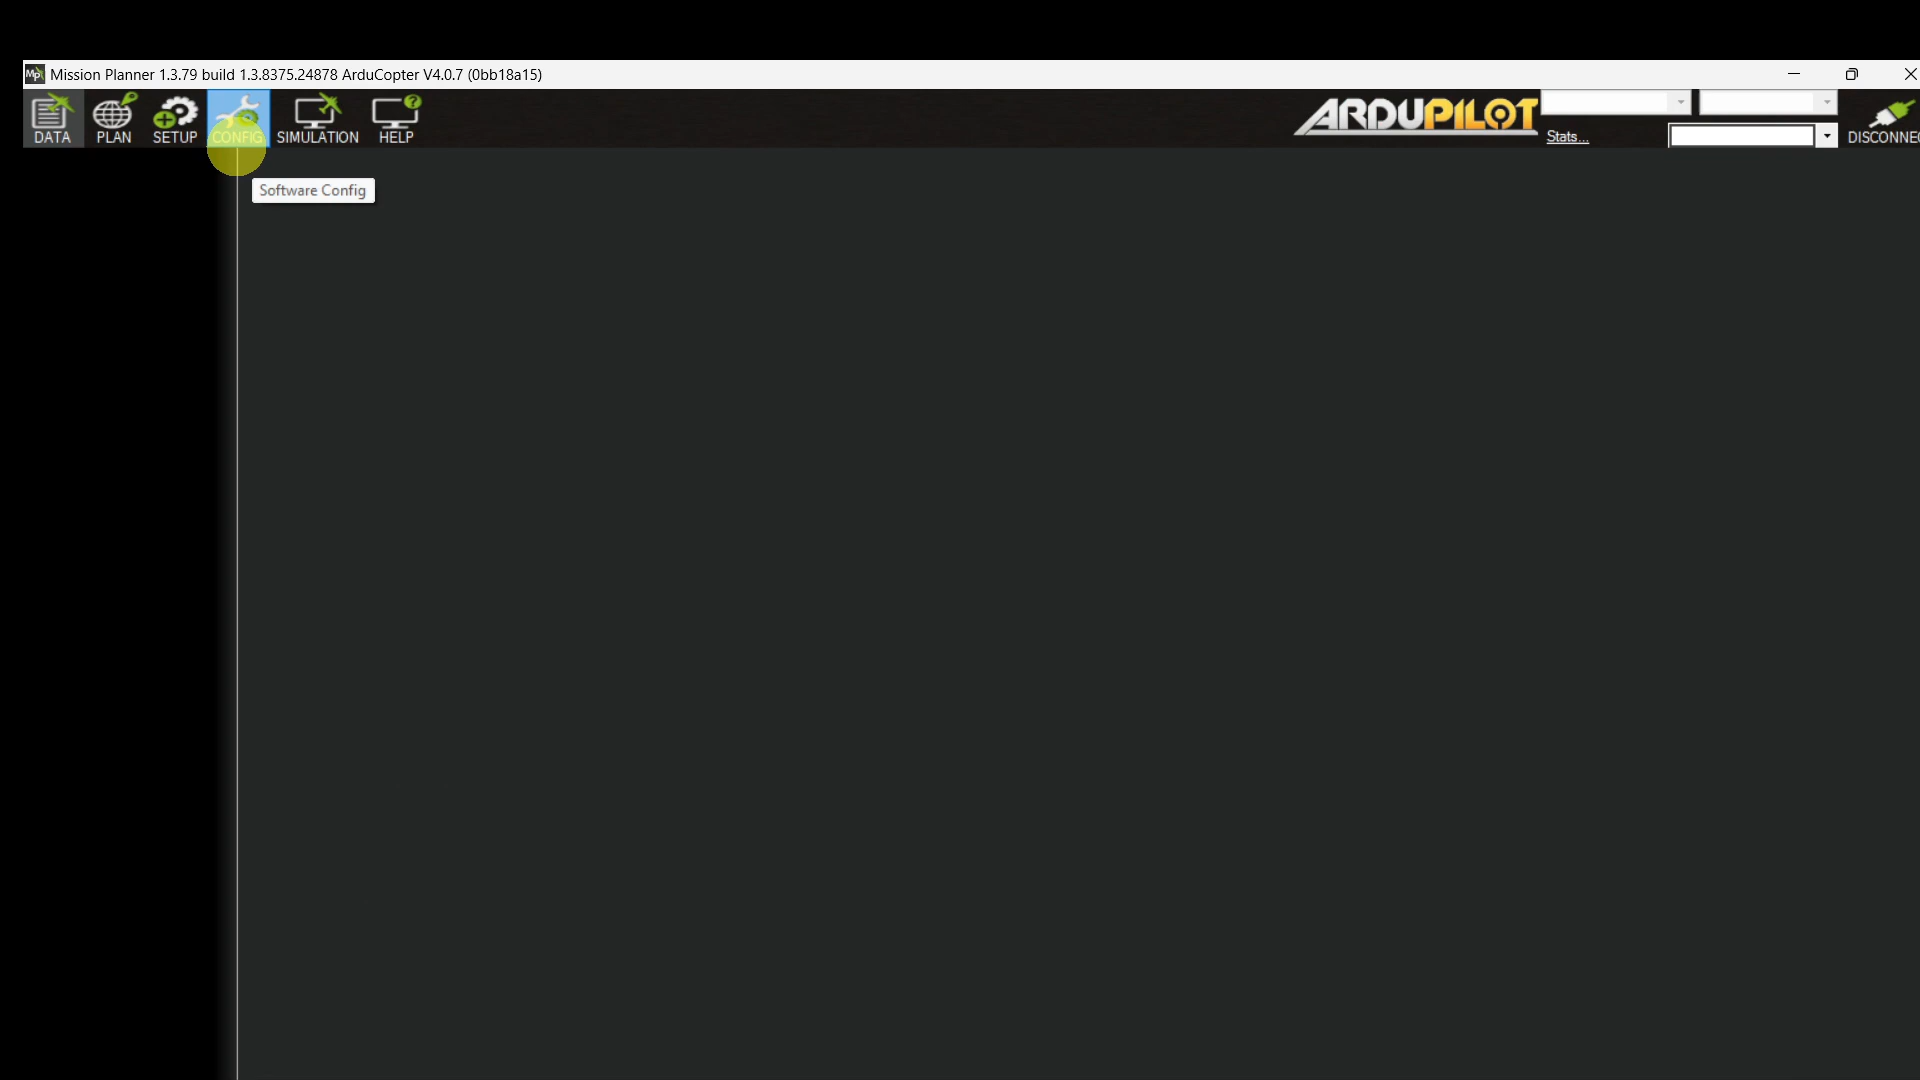 Mission Planner 1.3.79 build 1.3.8375.24878 ArduCopter V4.0.7 (0bb18a15)
DATA PLAN SETUP CONFIG SIMULATION HELP ARDUPILOT Stats... DISCONNEC
Software Config